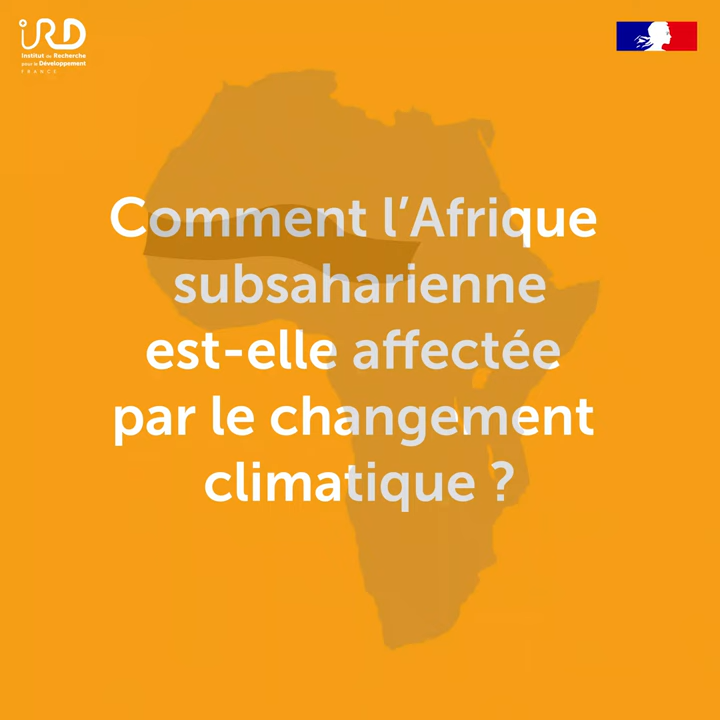 iRD
Institut de Recherche
pour le Développement
FRANCE
Comment l’Afrique
subsaharienne
est-elle affectée
par le changement
climatique ?